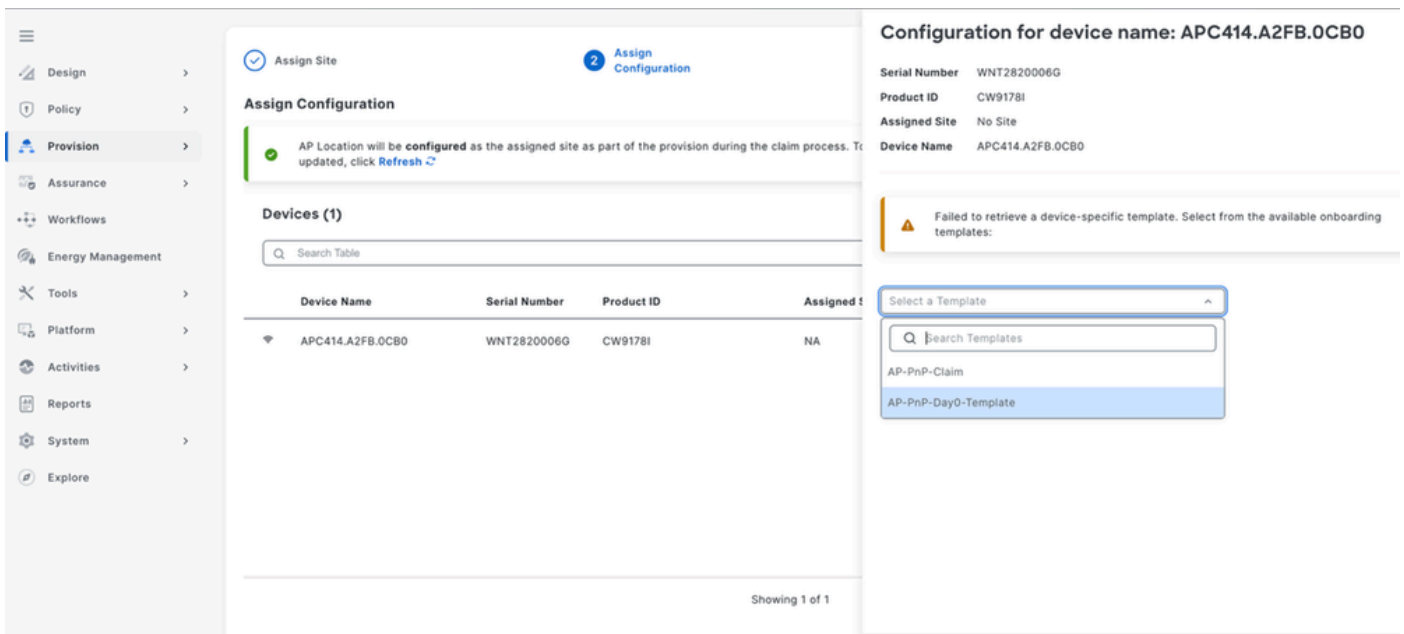 Design
Policy
Provision
Assurance
Workflows
Energy Management
Tools
Platform
Activities
Reports
System
Explore
Assign Site
2
Assign
Configuration
Assign Configuration
AP Location will be configured as the assigned site as part of the provision during the claim process. To
updated, click Refresh
Devices (1)
Search Table
Device Name Serial Number Product ID Assigned S
APC414.A2FB.0CB0 WNT2820006G CW9178I NA
Showing 1 of 1
Configuration for device name: APC414.A2FB.0CB0
Serial Number WNT2820006G
Product ID CW9178I
Assigned Site No Site
Device Name APC414.A2FB.0CB0
Failed to retrieve a device-specific template. Select from the available onboarding
templates:
Select a Template
Search Templates
AP-PnP-Claim
AP-PnP-Day0-Template